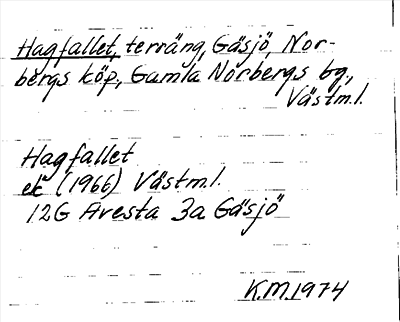 Hagfallet, terräng, Gäsjö, Nor-
bergs köp., Gamla Norbergs bg.,
Västm.l.
Hagfallet
ek (1966) Västm.l.
12G Avesta 3a Gäsjö
K.M. 1974